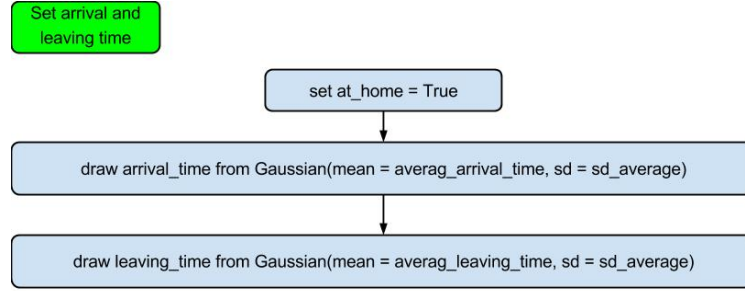 Set arrival and
leaving time
set at_home = True
draw arrival_time from Gaussian(mean = averag_arrival_time, sd = sd_average)
draw leaving_time from Gaussian(mean = averag_leaving_time, sd = sd_average)